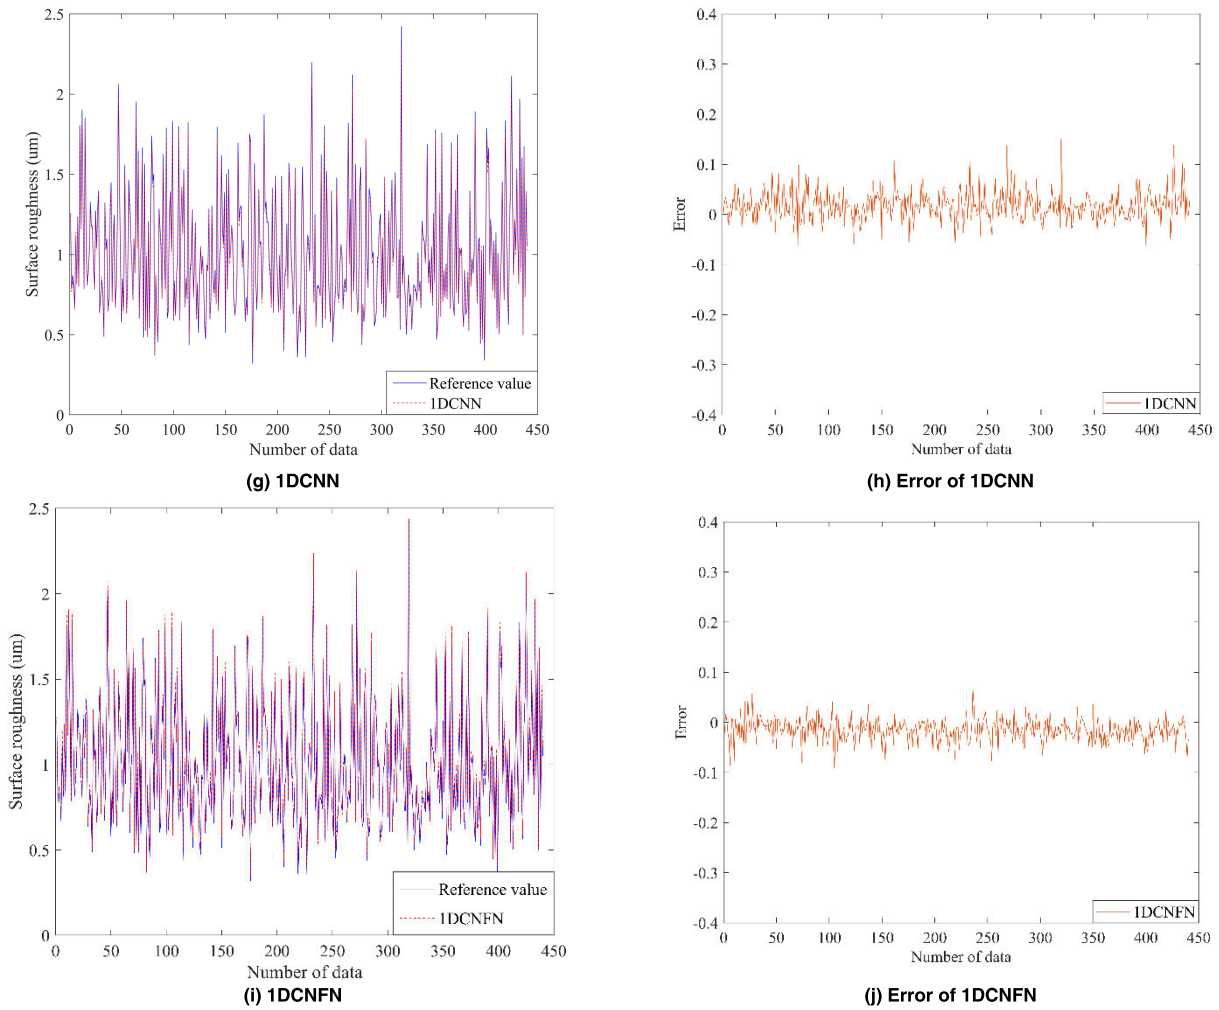 2.5
2
1.5
1
0.5
0
Surface roughness (um)
Reference value
1DCNN
0 50 100 150 200 250 300 350 400 450
Number of data
(g) 1DCNN
0.4
0.3
0.2
0.1
0
-0.1
-0.2
-0.3
-0.4
Error
1DCNN
0 50 100 150 200 250 300 350 400 450
Number of data
(h) Error of 1DCNN
2.5
2
1.5
1
0.5
0
Surface roughness (um)
Reference value
1DCNFN
0 50 100 150 200 250 300 350 400 450
Number of data
(i) 1DCNFN
0.4
0.3
0.2
0.1
0
-0.1
-0.2
-0.3
-0.4
Error
1DCNFN
0 50 100 150 200 250 300 350 400 450
Number of data
(j) Error of 1DCNFN